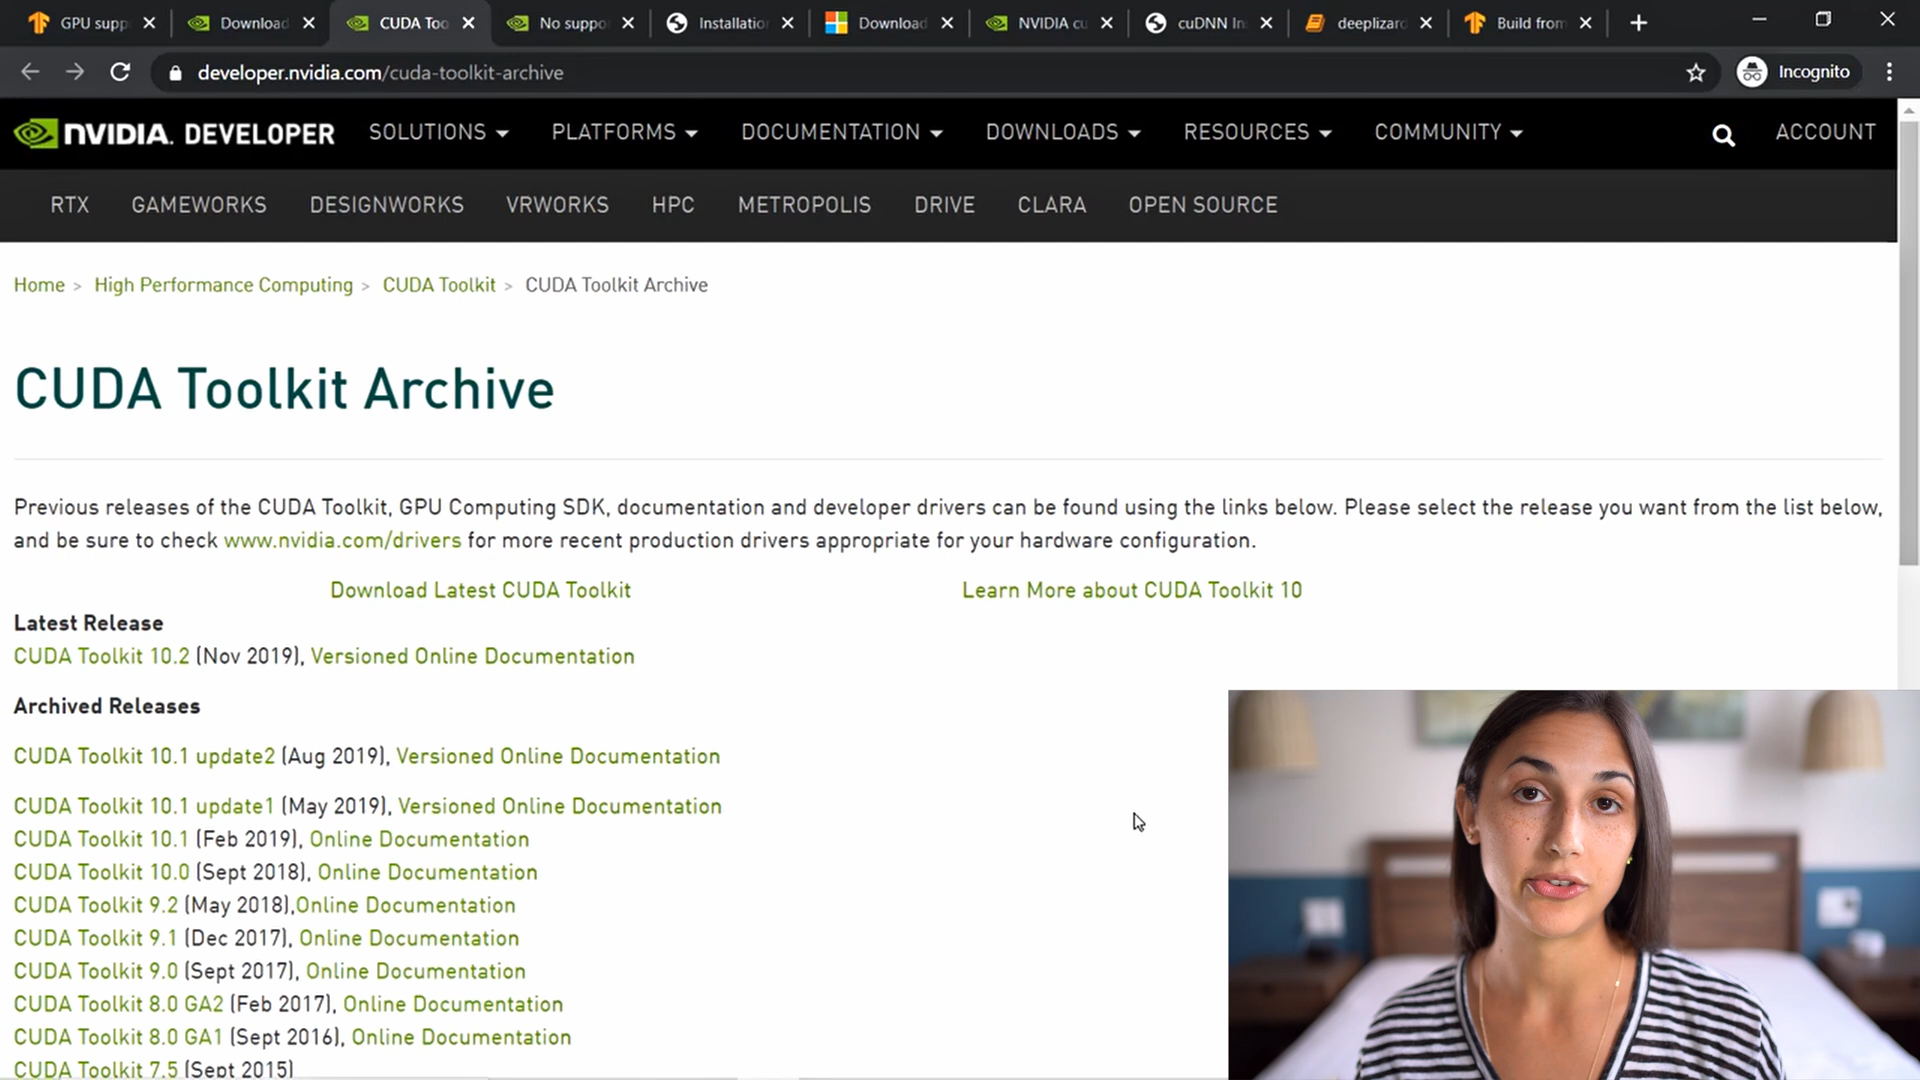 GPU supp
Download
CUDA Too
No suppo
Installatio
Download
NVIDIA cu
cuDNN In
deeplizard
Build from
developer.nvidia.com/cuda-toolkit-archive
Incognito
NVIDIA. DEVELOPER
SOLUTIONS
PLATFORMS
DOCUMENTATION
DOWNLOADS
RESOURCES
COMMUNITY
ACCOUNT
RTX
GAMEWORKS
DESIGNWORKS
VRWORKS
HPC
METROPOLIS
DRIVE
CLARA
OPEN SOURCE
Home > High Performance Computing > CUDA Toolkit > CUDA Toolkit Archive
CUDA Toolkit Archive
Previous releases of the CUDA Toolkit, GPU Computing SDK, documentation and developer drivers can be found using the links below. Please select the release you want from the list below,
and be sure to check www.nvidia.com/drivers for more recent production drivers appropriate for your hardware configuration.
Download Latest CUDA Toolkit
Learn More about CUDA Toolkit 10
Latest Release
CUDA Toolkit 10.2 (Nov 2019), Versioned Online Documentation
Archived Releases
CUDA Toolkit 10.1 update2 (Aug 2019), Versioned Online Documentation
CUDA Toolkit 10.1 update1 (May 2019), Versioned Online Documentation
CUDA Toolkit 10.1 (Feb 2019), Online Documentation
CUDA Toolkit 10.0 (Sept 2018), Online Documentation
CUDA Toolkit 9.2 (May 2018),Online Documentation
CUDA Toolkit 9.1 (Dec 2017), Online Documentation
CUDA Toolkit 9.0 (Sept 2017), Online Documentation
CUDA Toolkit 8.0 GA2 (Feb 2017), Online Documentation
CUDA Toolkit 8.0 GA1 (Sept 2016), Online Documentation
CUDA Toolkit 7.5 (Sept 2015)